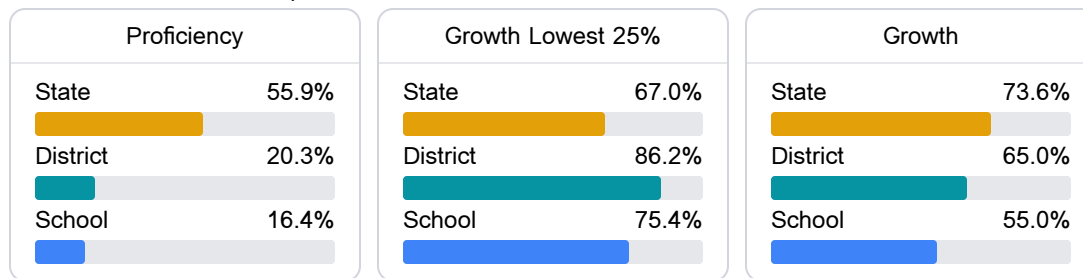 Proficiency
State 55.9%
District 20.3%
School 16.4%
Growth Lowest 25%
State 67.0%
District 86.2%
School 75.4%
Growth
State 73.6%
District 65.0%
School 55.0%